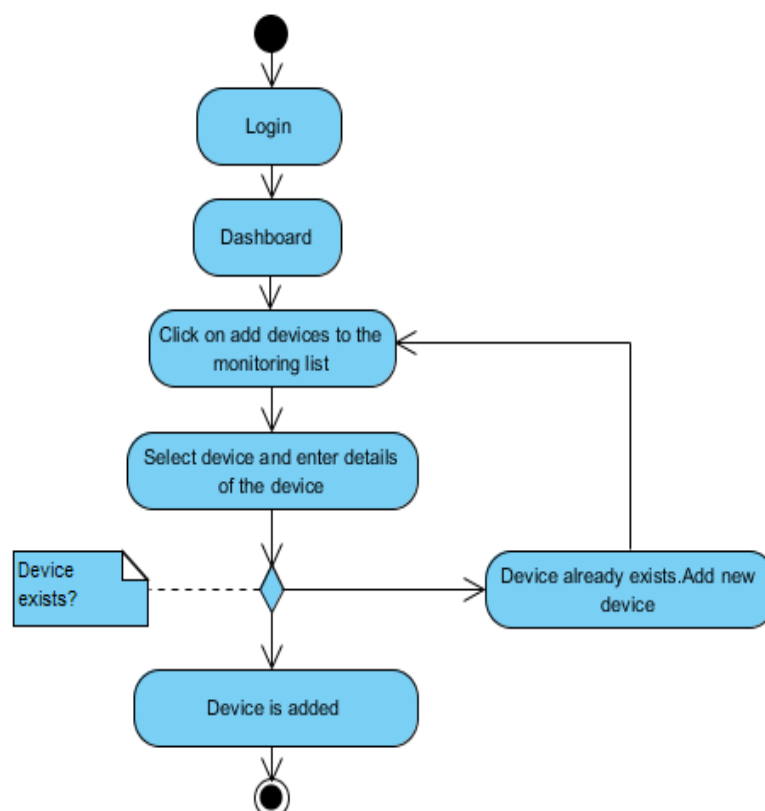 Login
Dashboard
Click on add devices to the
monitoring list
Select device and enter details
of the device
Device
exists?
Device already exists.Add new
device
Device is added